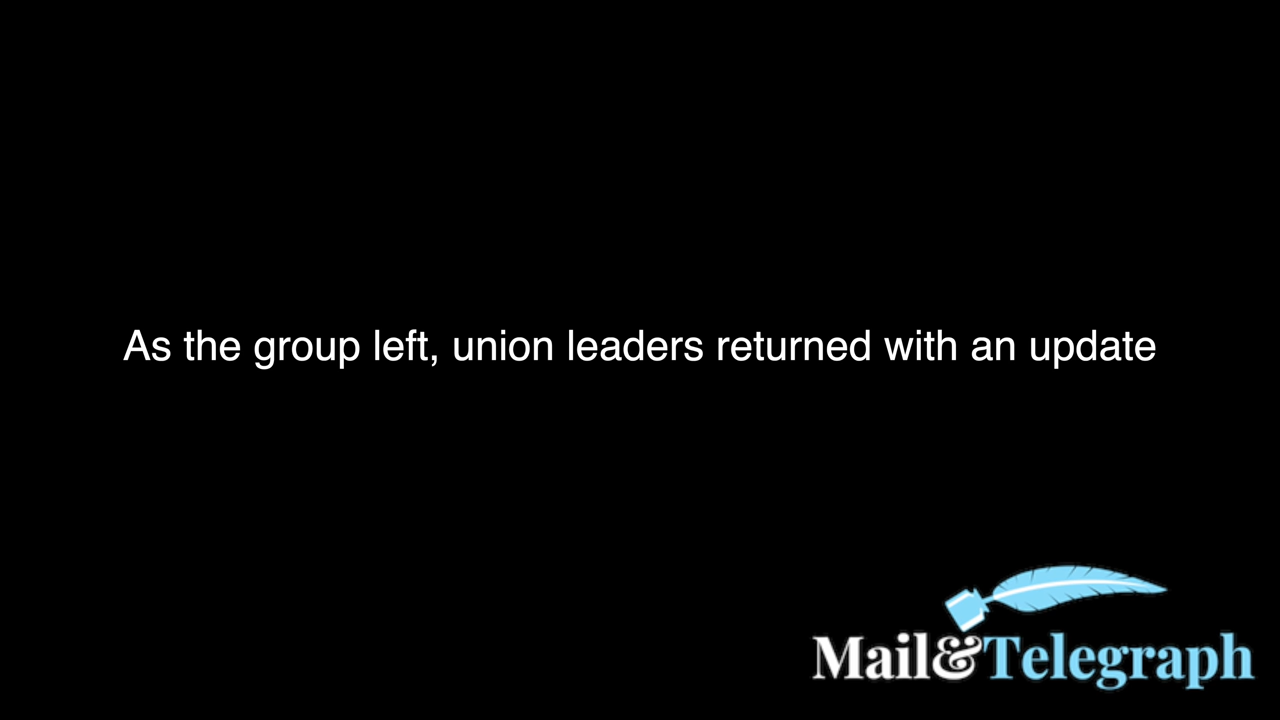 As the group left, union leaders returned with an update
Mail&Telegraph